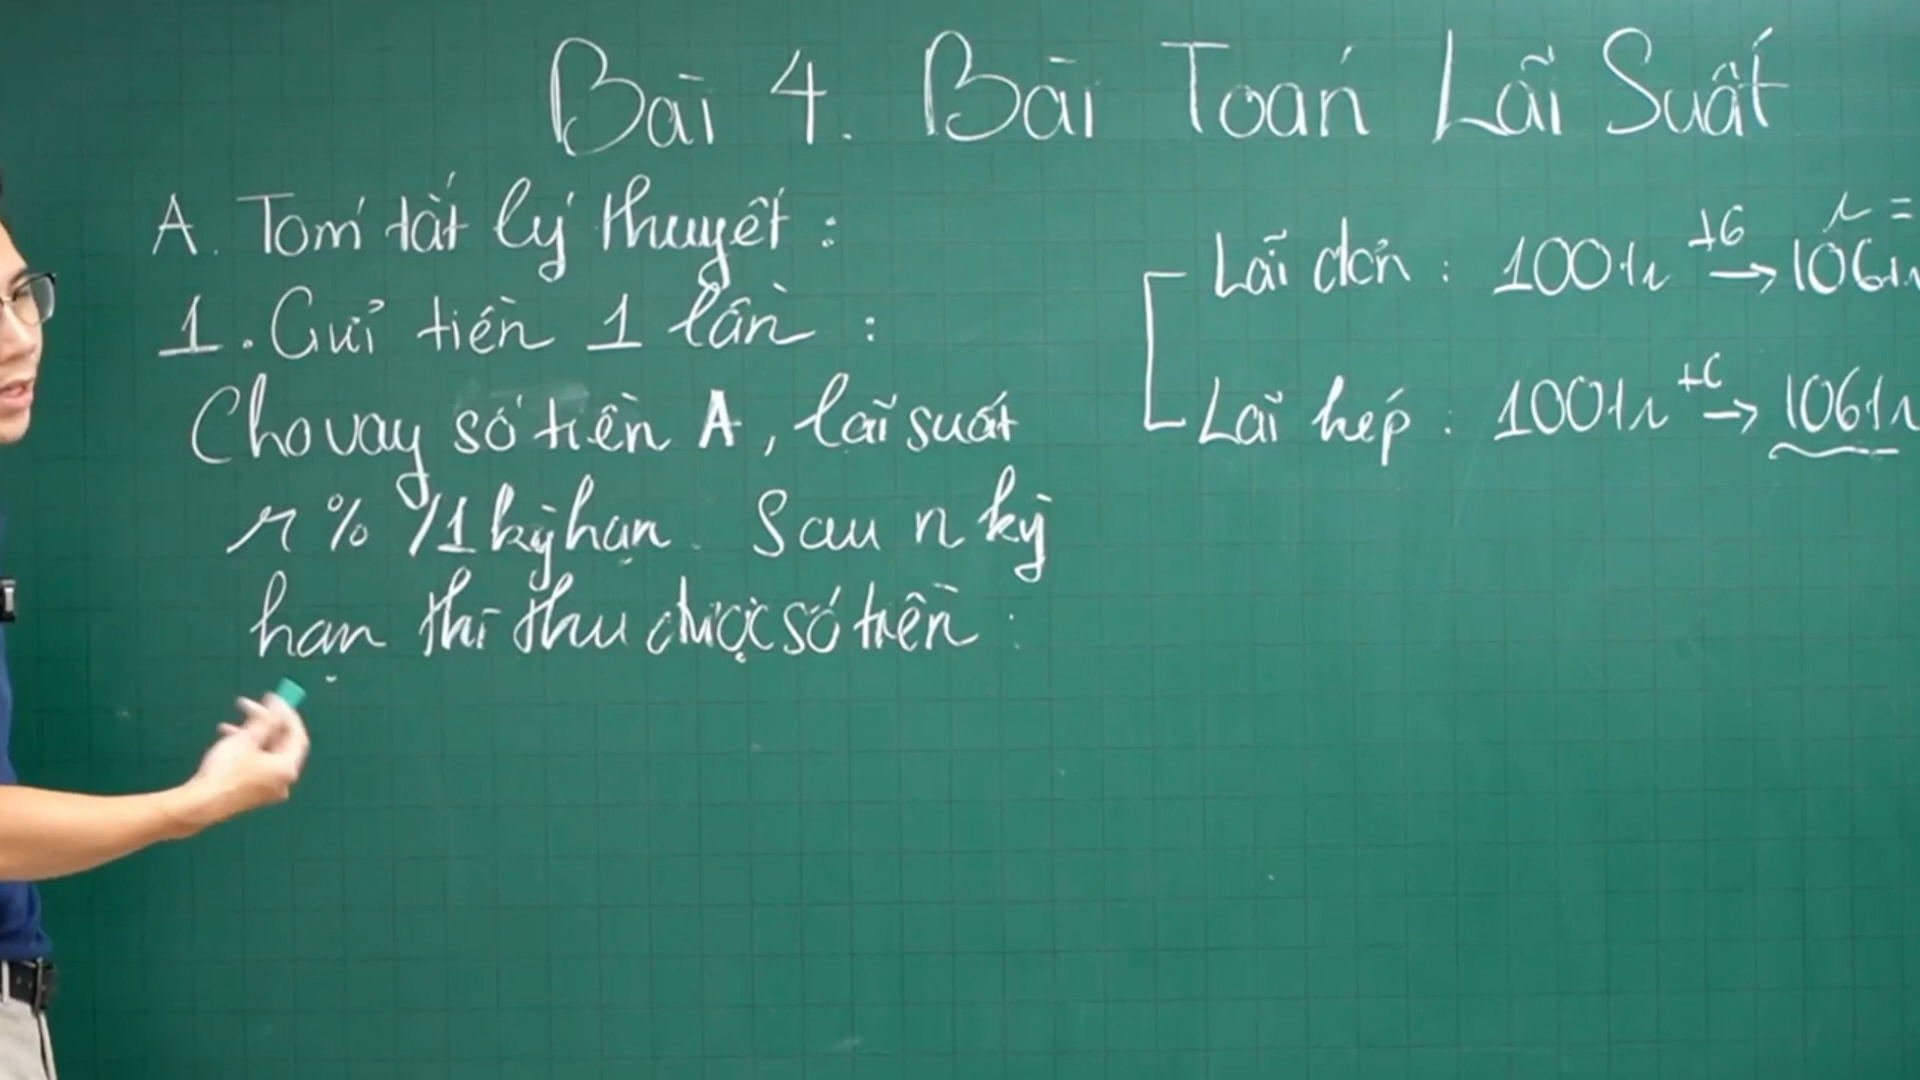 Bài 4. Bài Toán Lãi Suất
A. Tóm tắt lý thuyết :
1. Gửi tiền 1 lần :
Cho vay số tiền A, lãi suất
r % /1 kỳ hạn. Sau n kỳ
hạn thì thu được số tiền :
r =
Lãi đơn : 100tr +6 → 106tr
Lãi kép : 100tr +6 → 106tr